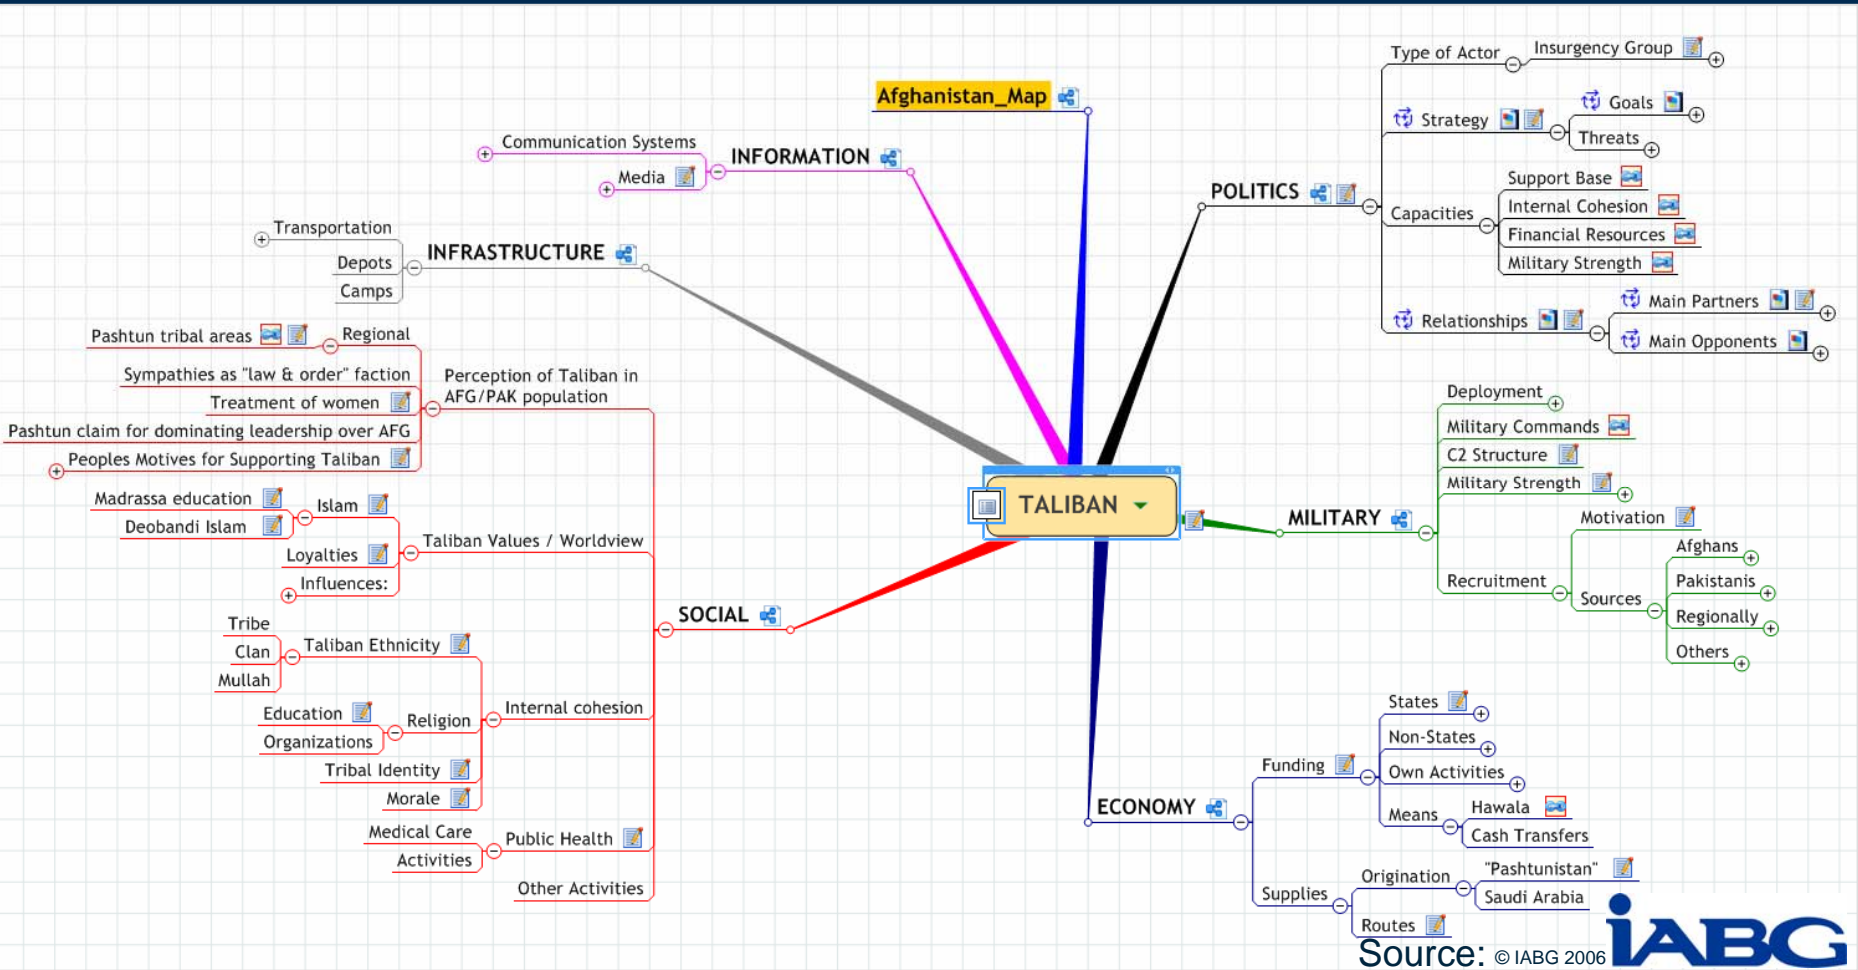 Afghanistan_Map
INFORMATION
Communication Systems
Media
INFRASTRUCTURE
Transportation
Depots
Camps
TALIBAN
SOCIAL
Perception of Taliban in
AFG/PAK population
Regional
Pashtun tribal areas
Sympathies as "law & order" faction
Treatment of women
Pashtun claim for dominating leadership over AFG
Peoples Motives for Supporting Taliban
Taliban Values / Worldview
Islam
Madrassa education
Deobandi Islam
Loyalties
Influences:
Internal cohesion
Taliban Ethnicity
Tribe
Clan
Mullah
Religion
Education
Organizations
Tribal Identity
Morale
Public Health
Medical Care
Activities
Other Activities
POLITICS
Type of Actor
Insurgency Group
Strategy
Goals
Threats
Capacities
Support Base
Internal Cohesion
Financial Resources
Military Strength
Relationships
Main Partners
Main Opponents
MILITARY
Deployment
Military Commands
C2 Structure
Military Strength
Recruitment
Motivation
Sources
Afghans
Pakistanis
Regionally
Others
ECONOMY
Funding
States
Non-States
Own Activities
Means
Hawala
Cash Transfers
Supplies
Origination
"Pashtunistan"
Saudi Arabia
Routes
Source: © IABG 2006
iABG